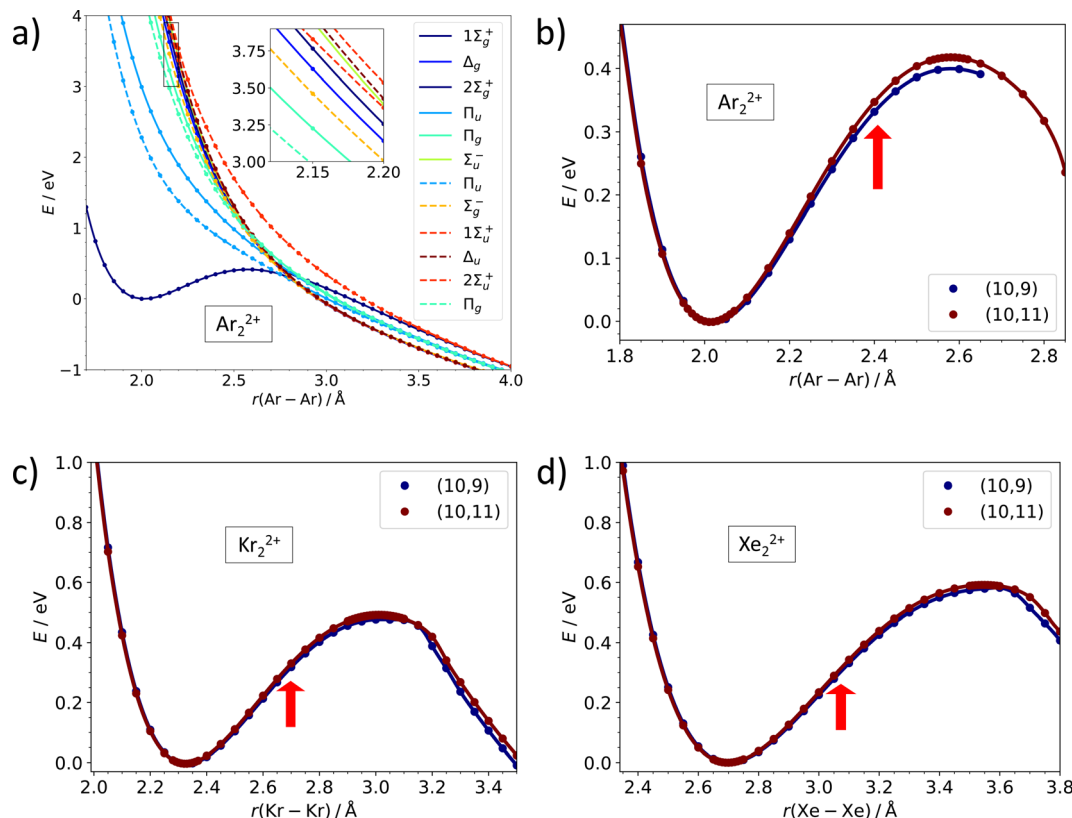 a)
E / eV
4
3
2
1
0
−1
2.0
2.5
3.0
3.5
4.0
r(Ar − Ar) / Å
Ar₂²⁺
3.75
3.50
3.25
3.00
2.15
2.20
1Σg⁺
Δg
2Σg⁺
Πu
Πg
Σu⁻
Πu
Σg⁻
1Σu⁺
Δu
2Σu⁺
Πg
b)
E / eV
0.4
0.3
0.2
0.1
0.0
1.8
2.0
2.2
2.4
2.6
2.8
r(Ar − Ar) / Å
Ar₂²⁺
(10,9)
(10,11)
c)
E / eV
1.0
0.8
0.6
0.4
0.2
0.0
2.0
2.2
2.4
2.6
2.8
3.0
3.2
3.4
r(Kr − Kr) / Å
Kr₂²⁺
(10,9)
(10,11)
d)
E / eV
1.0
0.8
0.6
0.4
0.2
0.0
2.4
2.6
2.8
3.0
3.2
3.4
3.6
3.8
r(Xe − Xe) / Å
Xe₂²⁺
(10,9)
(10,11)